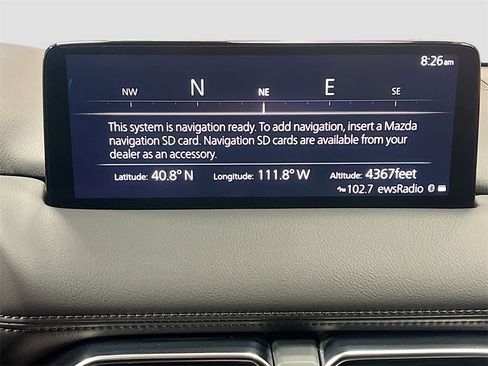 8:26am
NW N NE E SE
This system is navigation ready. To add navigation, insert a Mazda
navigation SD card. Navigation SD cards are available from your
dealer as an accessory.
Latitude: 40.8° N Longitude: 111.8° W Altitude: 4367feet
102.7 ewsRadio